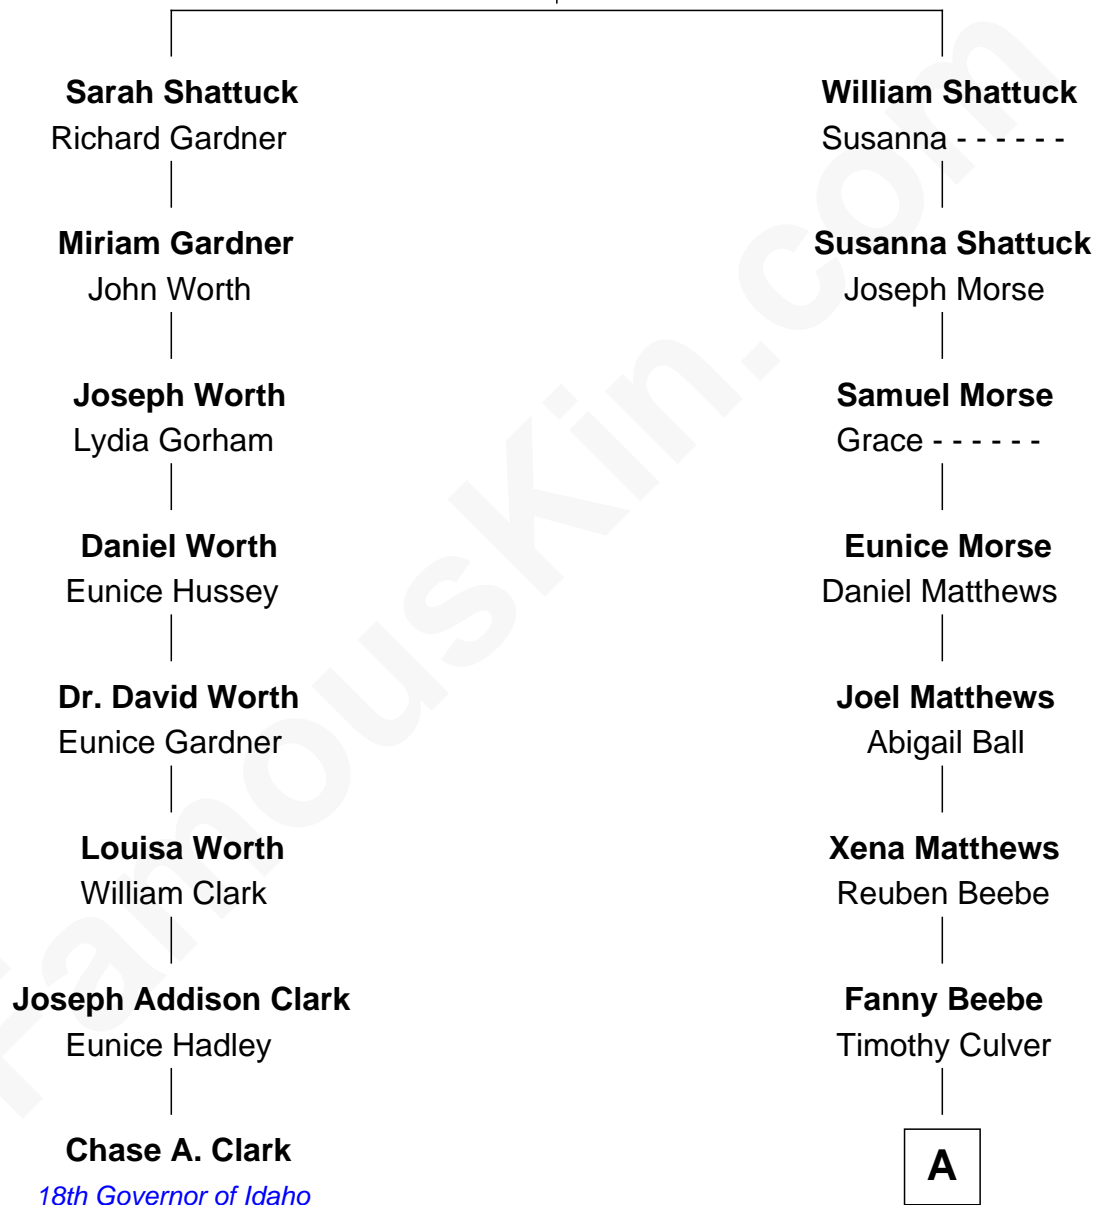 Sarah Shattuck
Richard Gardner
Miriam Gardner
John Worth
Joseph Worth
Lydia Gorham
Daniel Worth
Eunice Hussey
Dr. David Worth
Eunice Gardner
Louisa Worth
William Clark
Joseph Addison Clark
Eunice Hadley
Chase A. Clark
18th Governor of Idaho
William Shattuck
Susanna - - - - - -
Susanna Shattuck
Joseph Morse
Samuel Morse
Grace - - - - - -
Eunice Morse
Daniel Matthews
Joel Matthews
Abigail Ball
Xena Matthews
Reuben Beebe
Fanny Beebe
Timothy Culver
A
FamousKin.com